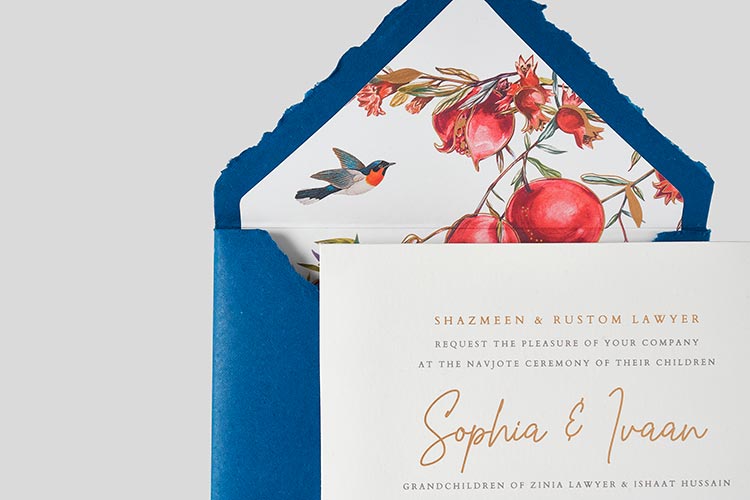 SHAZMEEN & RUSTOM LAWYER
REQUEST THE PLEASURE OF YOUR COMPANY
AT THE NAVJOTE CEREMONY OF THEIR CHILDREN
Sophia & Ivaan
GRANDCHILDREN OF ZINIA LAWYER & ISHAAT HUSSAIN